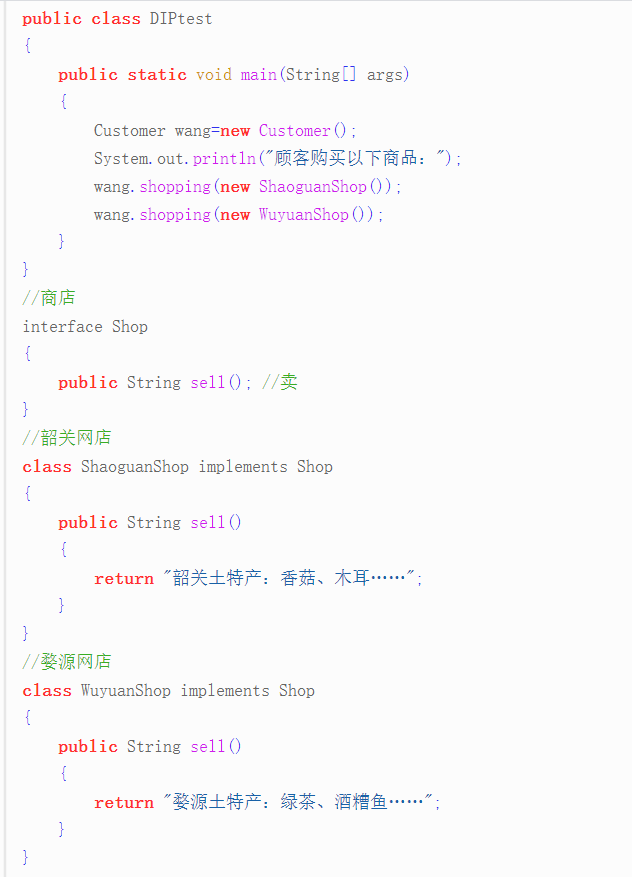 public class DIPtest
{
    public static void main(String[] args)
    {
        Customer wang=new Customer();
        System.out.println("顾客购买以下商品：");
        wang.shopping(new ShaoguanShop());
        wang.shopping(new WuyuanShop());
    }
}
//商店
interface Shop
{
    public String sell(); //卖
}
//韶关网店
class ShaoguanShop implements Shop
{
    public String sell()
    {
        return "韶关土特产：香菇、木耳……";
    }
}
//婺源网店
class WuyuanShop implements Shop
{
    public String sell()
    {
        return "婺源土特产：绿茶、酒糟鱼……";
    }
}